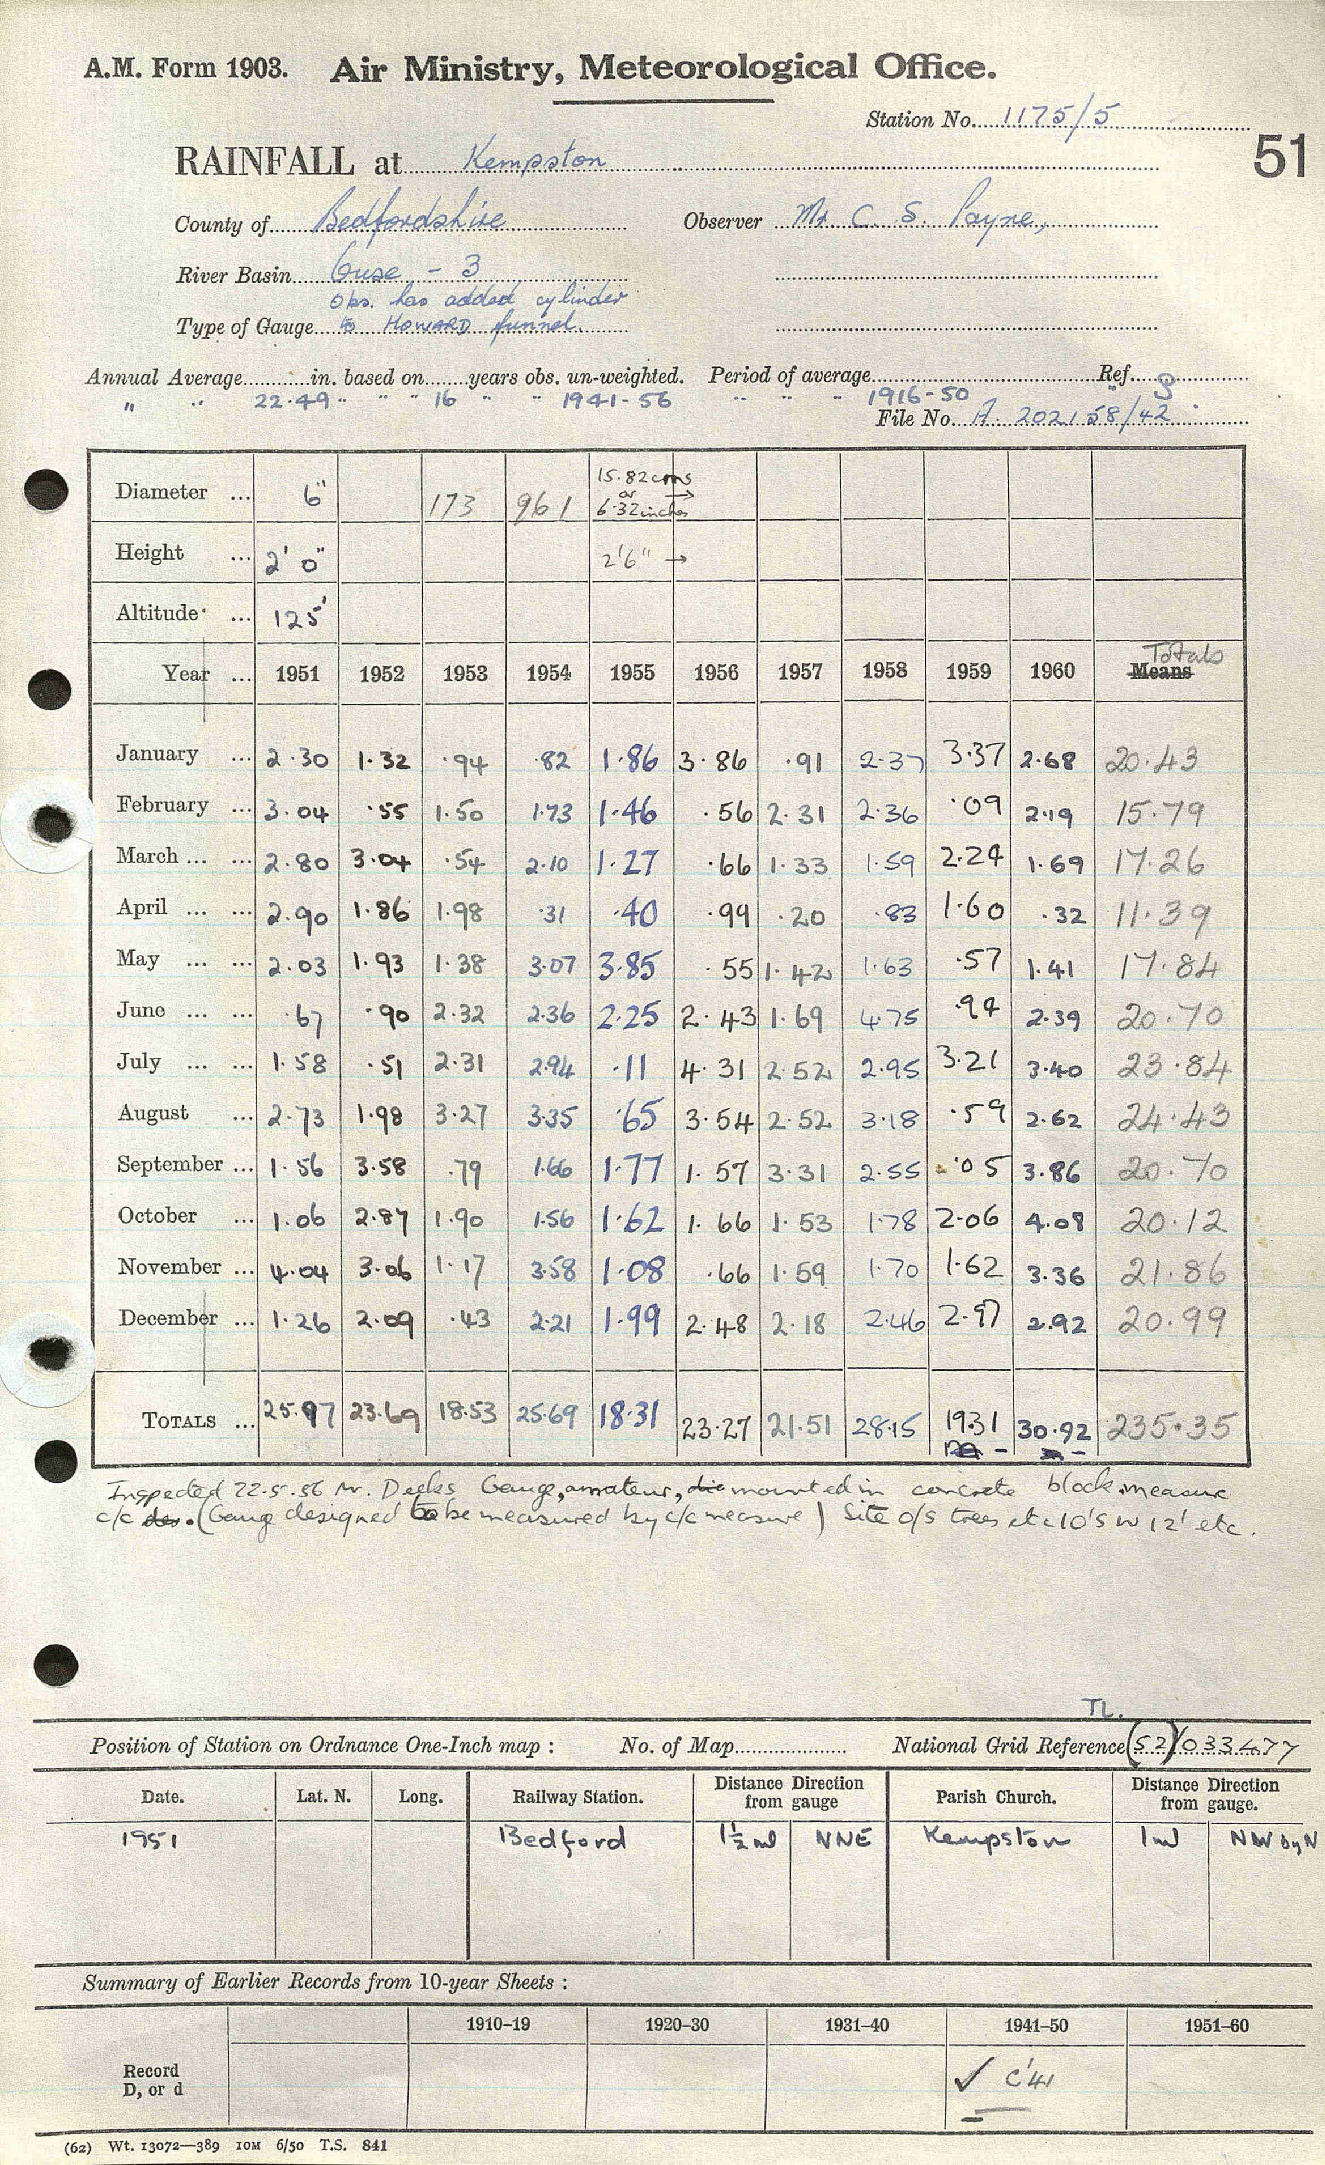 A.M. Form 1903. Air Ministry, Meteorological Office.
Station No. 1175/5
51
RAINFALL at Kempston
County of Bedfordshire Observer Mr C. S. Payne,
River Basin Ouse - 3
Obs. has added cylinder
Type of Gauge to HOWARD funnel.
Annual Average in. based on years obs. un-weighted. Period of average Ref.
" " 22.49 " " " 16 " " 1941-56 " " " 1916-50 " S
File No. A. 202158/42
Diameter ... 6" 173 961 15.82cms or 6.32inches →
Height ... 2' 0" 2'6" →
Altitude ... 125'
Year ... 1951 1952 1953 1954 1955 1956 1957 1958 1959 1960 Totals Means
January ... 2.30 1.32 .94 .82 1.86 3.86 .91 2.37 3.37 2.68 20.43
February ... 3.04 .55 1.50 1.73 1.46 .56 2.31 2.36 .09 2.19 15.79
March ... ... 2.80 3.04 .54 2.10 1.27 .66 1.33 1.59 2.24 1.69 17.26
April ... ... 2.90 1.86 1.98 .31 .40 .99 .20 .83 1.60 .32 11.39
May ... ... 2.03 1.93 1.38 3.07 3.85 .55 1.42 1.63 .57 1.41 17.84
June ... ... .67 .90 2.32 2.36 2.25 2.43 1.69 4.75 .94 2.39 20.70
July ... ... 1.58 .51 2.31 2.94 .11 4.31 2.52 2.95 3.21 3.40 23.84
August ... 2.73 1.98 3.27 3.35 .65 3.54 2.52 3.18 .59 2.62 24.43
September ... 1.56 3.58 .79 1.66 1.77 1.57 3.31 2.55 .05 3.86 20.70
October ... 1.06 2.87 1.90 1.56 1.62 1.66 1.53 1.78 2.06 4.08 20.12
November ... 4.04 3.06 1.17 3.58 1.08 .66 1.59 1.70 1.62 3.36 21.86
December ... 1.26 2.09 .43 2.21 1.99 2.48 2.18 2.46 2.97 2.92 20.99
TOTALS ... 25.97 23.69 18.53 25.69 18.31 23.27 21.51 28.15 19.31 30.92 235.35
Inspected 22.5.56 Mr. Deeks Gauge, amateur, mounted in concrete block measure
c/c. (Gauge designed to be measured by c/c measure) Site o/s trees etc 10'SW 12' etc.
TL.
Position of Station on Ordnance One-Inch map : No. of Map National Grid Reference (52)/033477
Date. Lat. N. Long. Railway Station. Distance Direction from gauge Parish Church. Distance Direction from gauge.
1951 Bedford 1½ ml NNE Kempston 1ml NW by N
Summary of Earlier Records from 10-year Sheets :
1910-19 1920-30 1931-40 1941-50 1951-60
Record D, or d ✓ C'41
(62) Wt. 13072—389 10M 6/50 T.S. 841